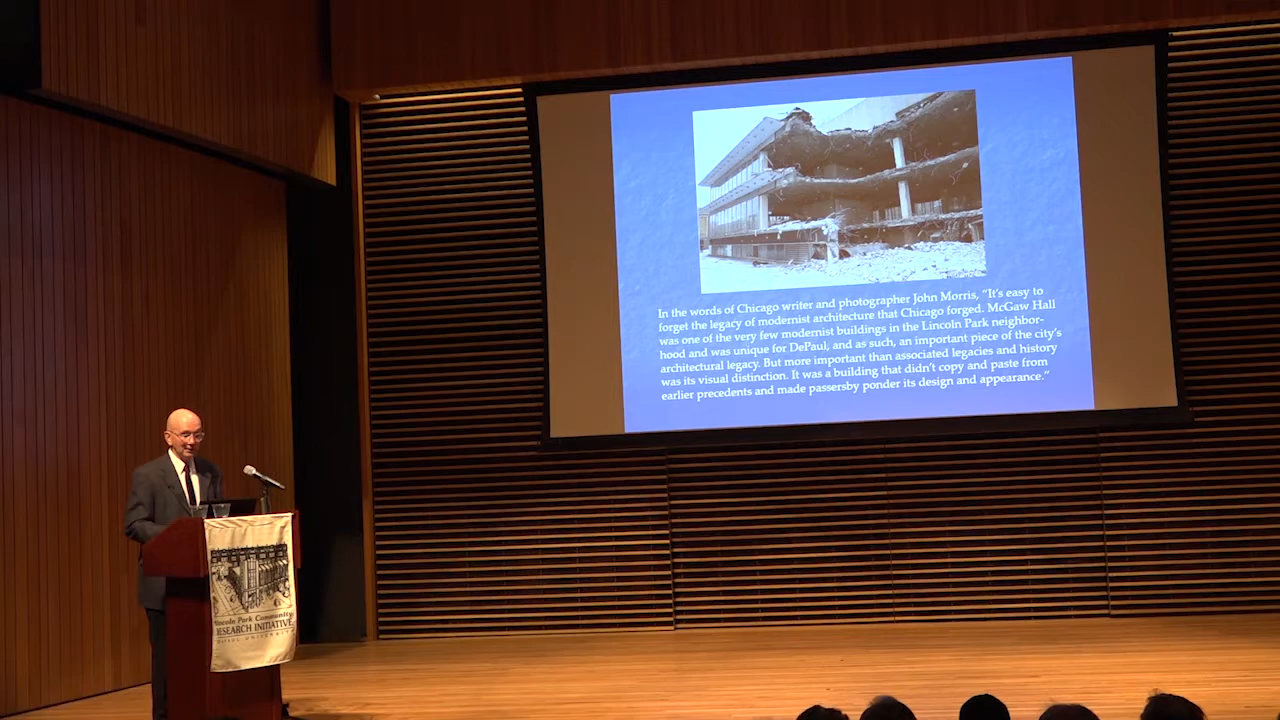 In the words of Chicago writer and photographer John Morris, “It’s easy to
forget the legacy of modernist architecture that Chicago forged. McGaw Hall
was one of the very few modernist buildings in the Lincoln Park neighbor-
hood and was unique for DePaul, and as such, an important piece of the city’s
architectural legacy. But more important than associated legacies and history
was its visual distinction. It was a building that didn’t copy and paste from
earlier precedents and made passersby ponder its design and appearance.”
Lincoln Park Community
RESEARCH INITIATIVE
UNIVERSITY